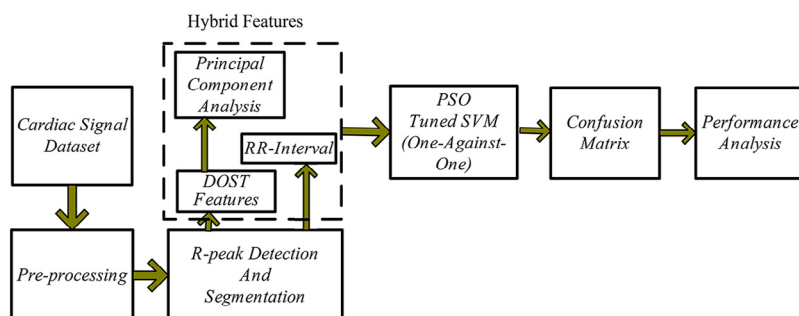 Hybrid Features
Cardiac Signal
Dataset
Pre-processing
Principal
Component
Analysis
RR-Interval
DOST
Features
R-peak Detection
And
Segmentation
PSO
Tuned SVM
(One-Against-
One)
Confusion
Matrix
Performance
Analysis